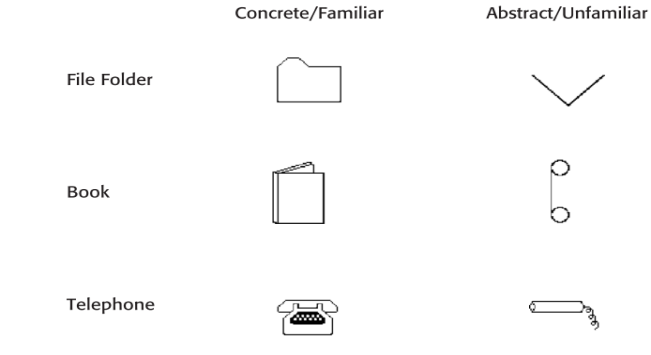 Concrete/Familiar Abstract/Unfamiliar
File Folder
Book
Telephone